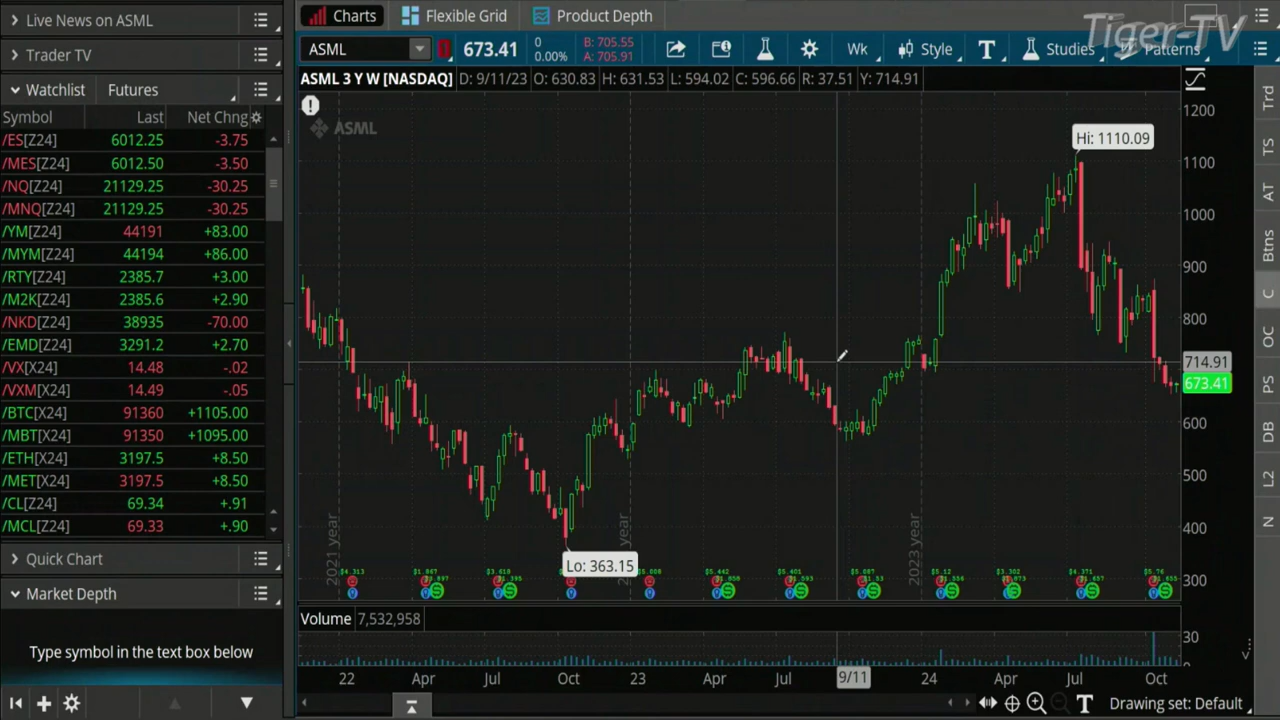 Live News on ASML
Trader TV
Watchlist Futures
Symbol Last Net Chng
/ES[Z24] 6012.25 -3.75
/MES[Z24] 6012.50 -3.50
/NQ[Z24] 21129.25 -30.25
/MNQ[Z24] 21129.25 -30.25
/YM[Z24] 44191 +83.00
/MYM[Z24] 44194 +86.00
/RTY[Z24] 2385.7 +3.00
/M2K[Z24] 2385.6 +2.90
/NKD[Z24] 38935 -70.00
/EMD[Z24] 3291.2 +2.70
/VX[X24] 14.48 -.02
/VXM[X24] 14.49 -.05
/BTC[X24] 91360 +1105.00
/MBT[X24] 91350 +1095.00
/ETH[X24] 3197.5 +8.50
/MET[X24] 3197.5 +8.50
/CL[Z24] 69.34 +.91
/MCL[Z24] 69.33 +.90
Quick Chart
Market Depth
Type symbol in the text box below
Charts Flexible Grid Product Depth
Tiger-TV
ASML 673.41 0 B: 705.55
0.00% A: 705.91
Wk Style T Studies Patterns
ASML 3 Y W [NASDAQ] D: 9/11/23 O: 630.83 H: 631.53 L: 594.02 C: 596.66 R: 37.51 Y: 714.91
ASML
Hi: 1110.09
Lo: 363.15
1200
1100
1000
900
800
714.91
673.41
600
500
400
300
2021 year
year
2023 year
Volume 7,532,958
30
0
22 Apr Jul Oct 23 Apr Jul 9/11 24 Apr Jul Oct
T Drawing set: Default
Trd
TS
AT
Btns
C
OC
PS
DB
L2
N